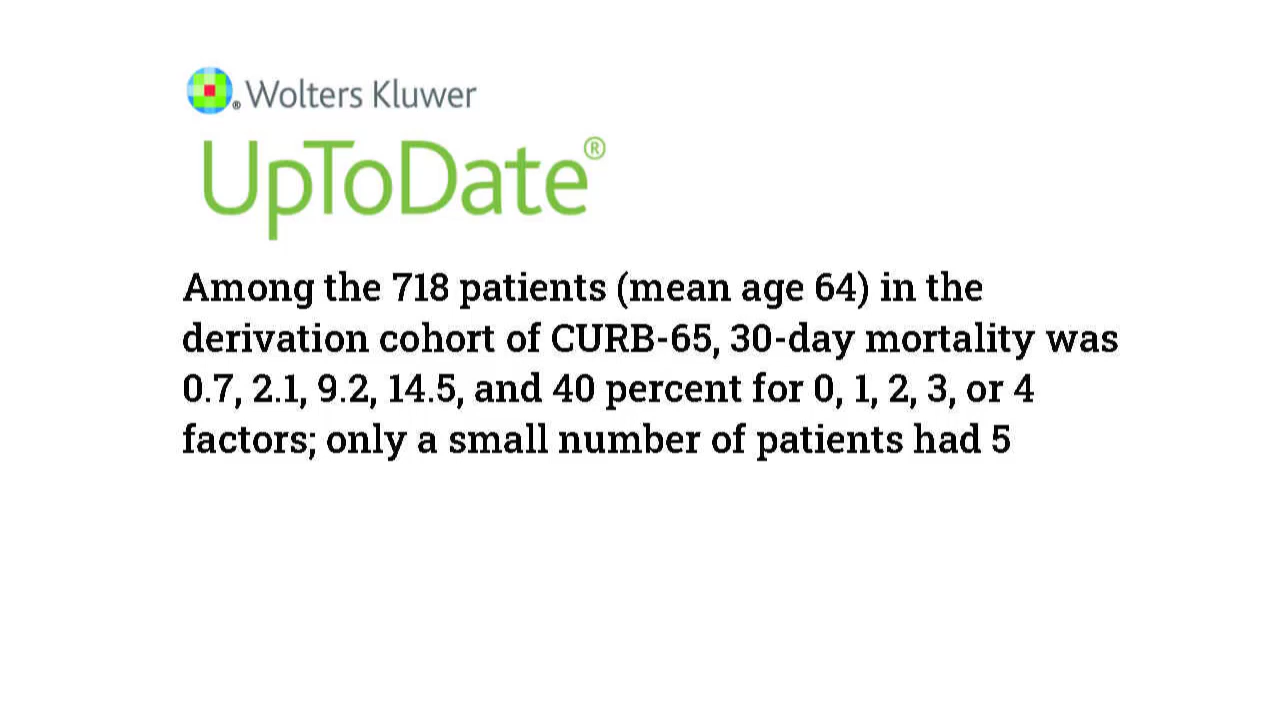 ® Wolters Kluwer
UpToDate®
Among the 718 patients (mean age 64) in the
derivation cohort of CURB-65, 30-day mortality was
0.7, 2.1, 9.2, 14.5, and 40 percent for 0, 1, 2, 3, or 4
factors; only a small number of patients had 5